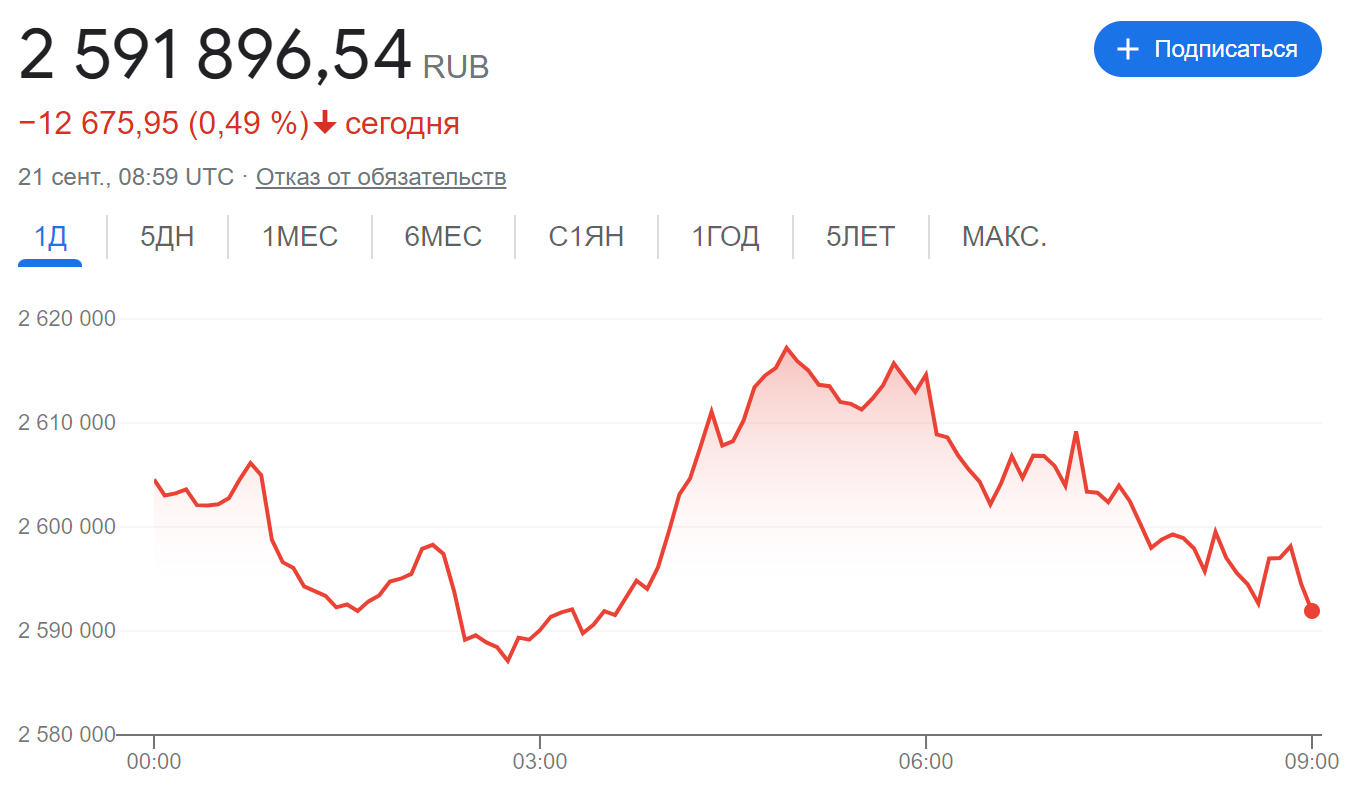 2 591 896,54 RUB
+ Подписаться
−12 675,95 (0,49 %) сегодня
21 сент., 08:59 UTC · Отказ от обязательств
1Д 5ДН 1МЕС 6МЕС С1ЯН 1ГОД 5ЛЕТ МАКС.
2 620 000
2 610 000
2 600 000
2 590 000
2 580 000
00:00 03:00 06:00 09:00